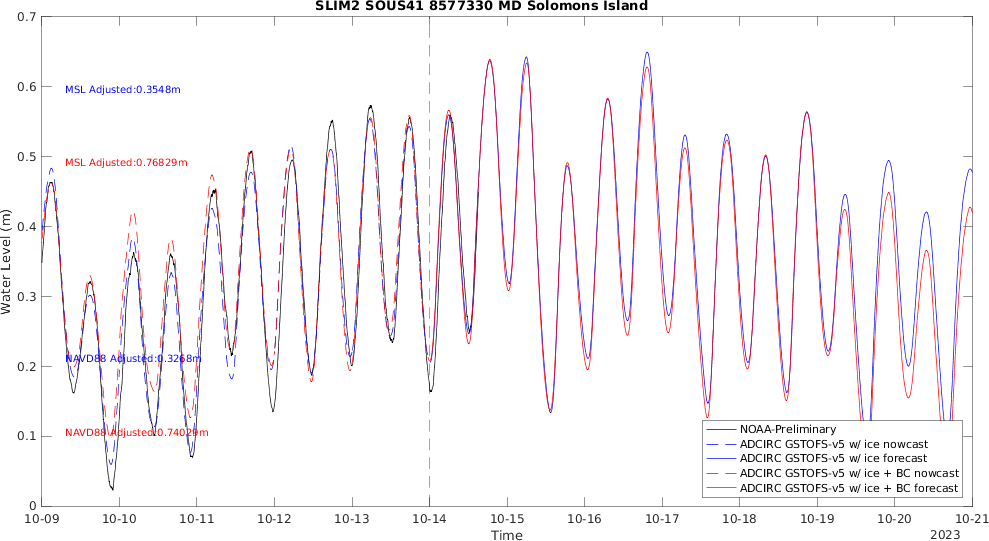 SLIM2 SOUS41 8577330 MD Solomons Island
0.7
0.6
0.5
0.4
0.3
0.2
0.1
0
Water Level (m)
MSL Adjusted:0.3548m
MSL Adjusted:0.76829m
NAVD88 Adjusted:0.3268m
NAVD88 Adjusted:0.74029m
NOAA-Preliminary
ADCIRC GSTOFS-v5 w/ ice nowcast
ADCIRC GSTOFS-v5 w/ ice forecast
ADCIRC GSTOFS-v5 w/ ice + BC nowcast
ADCIRC GSTOFS-v5 w/ ice + BC forecast
10-09 10-10 10-11 10-12 10-13 10-14 10-15 10-16 10-17 10-18 10-19 10-20 10-21
Time
2023